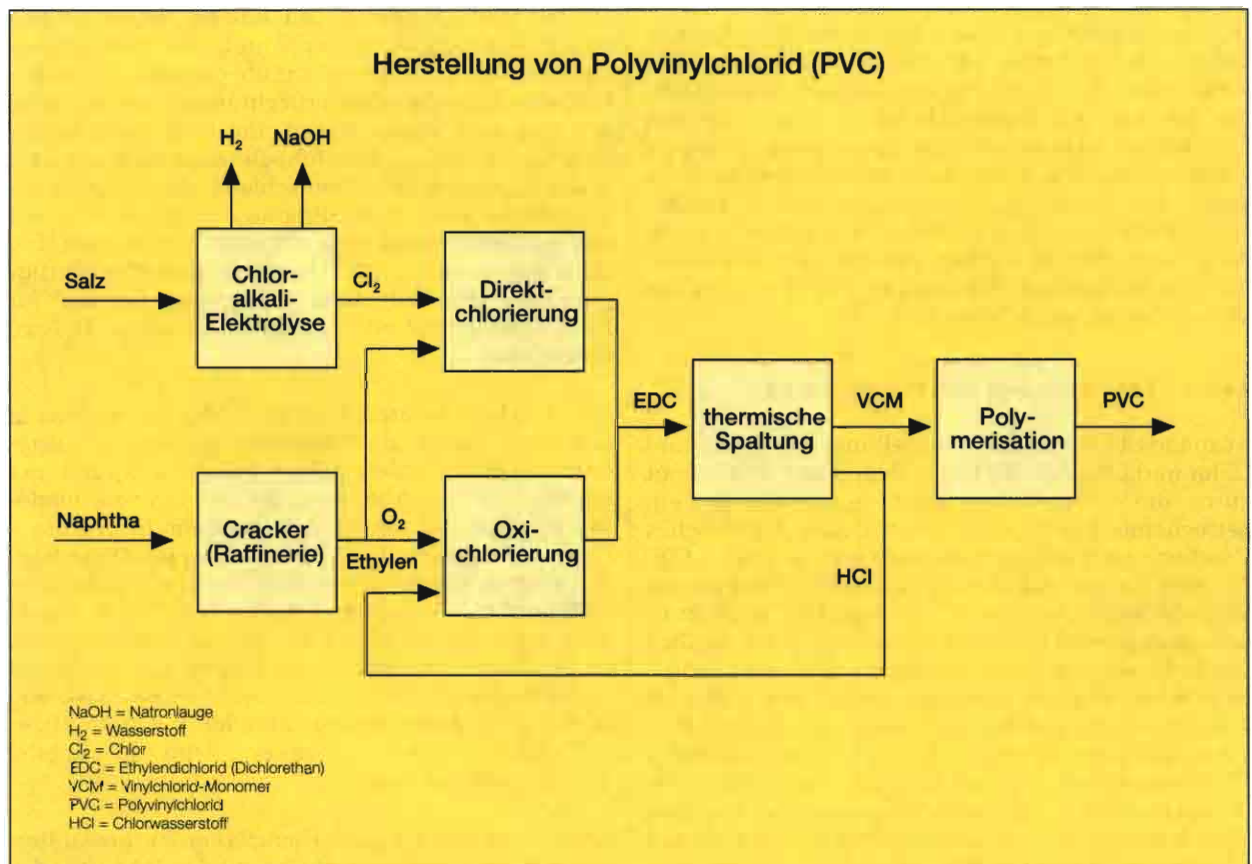 Herstellung von Polyvinylchlorid (PVC)
H₂ NaOH
Salz
Chlor-
alkali-
Elektrolyse
Cl₂
Direkt-
chlorierung
EDC
thermische
Spaltung
VCM
Poly-
merisation
PVC
Naphtha
Cracker
(Raffinerie)
O₂
Ethylen
Oxi-
chlorierung
HCl
NaOH = Natronlauge
H₂ = Wasserstoff
Cl₂ = Chlor
EDC = Ethylendichlorid (Dichlorethan)
VCM = Vinylchlorid-Monomer
PVC = Polyvinylchlorid
HCl = Chlorwasserstoff